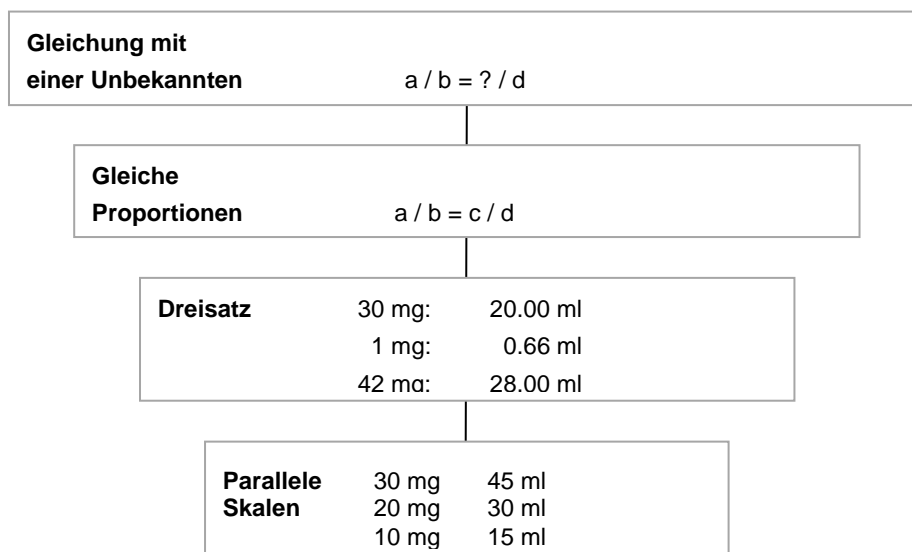 Gleichung mit
einer Unbekannten a / b = ? / d
Gleiche
Proportionen a / b = c / d
Dreisatz 30 mg: 20.00 ml
1 mg: 0.66 ml
42 mg: 28.00 ml
Parallele 30 mg 45 ml
Skalen 20 mg 30 ml
10 mg 15 ml